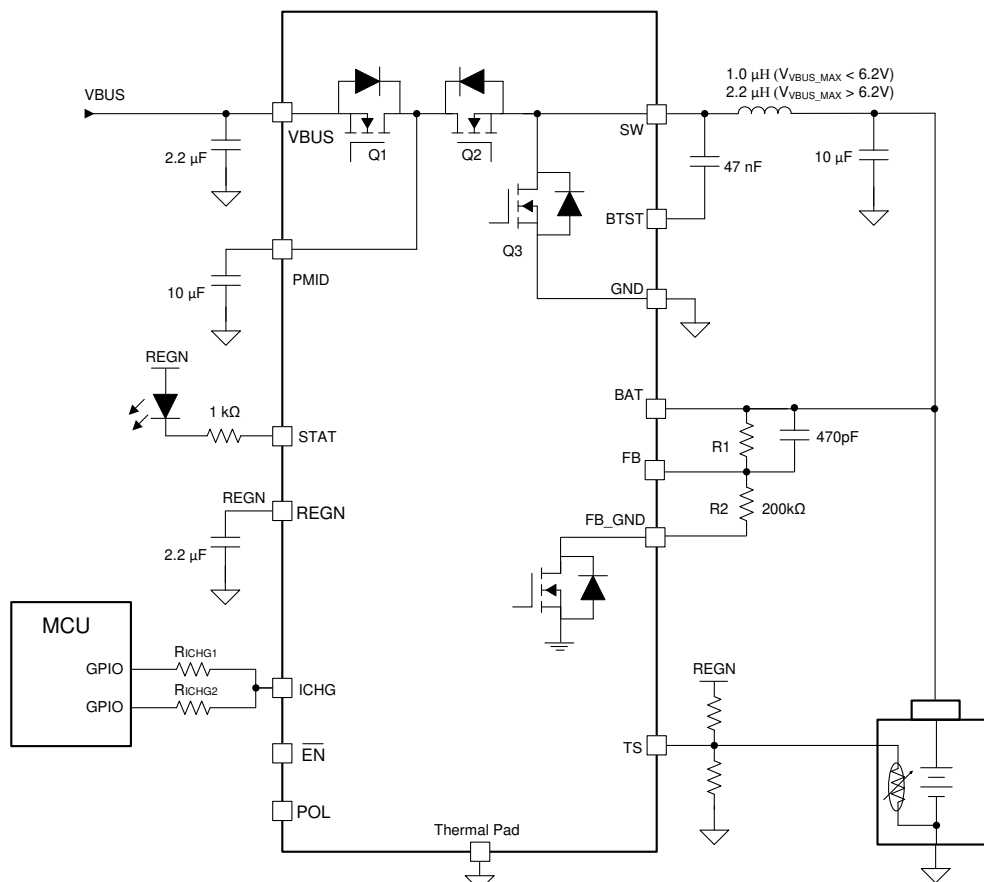 1.0 µH (VVBUS_MAX < 6.2V)
2.2 µH (VVBUS_MAX > 6.2V)
VBUS
VBUS
2.2 µF
Q1
Q2
SW
47 nF
10 µF
BTST
Q3
PMID
10 µF
GND
REGN
1 kΩ
STAT
BAT
R1
470pF
FB
R2
200kΩ
FB_GND
REGN
REGN
2.2 µF
MCU
GPIO
RICHG1
GPIO
RICHG2
ICHG
REGN
TS
EN
POL
Thermal Pad